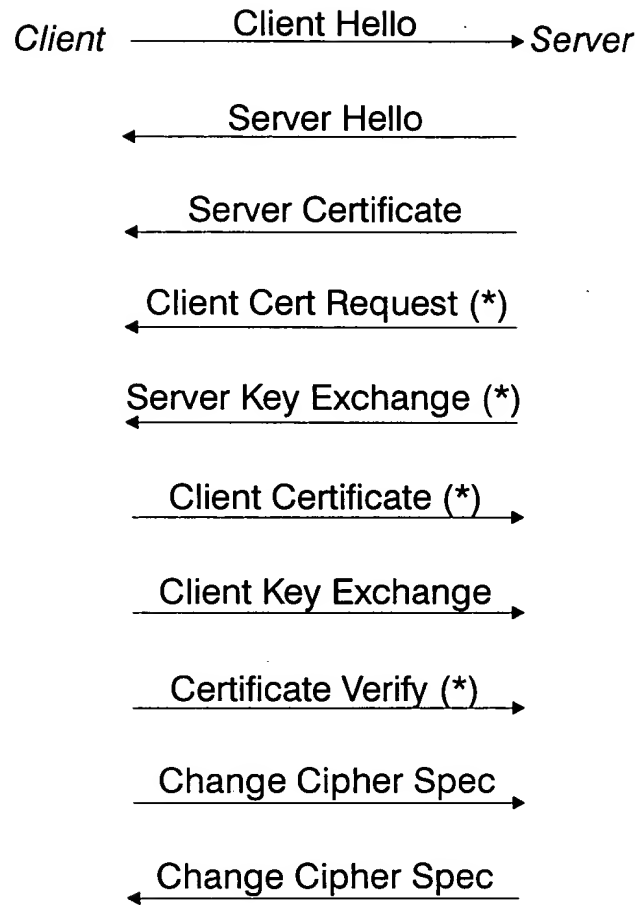 Client Client Hello Server
Server Hello
Server Certificate
Client Cert Request (*)
Server Key Exchange (*)
Client Certificate (*)
Client Key Exchange
Certificate Verify (*)
Change Cipher Spec
Change Cipher Spec